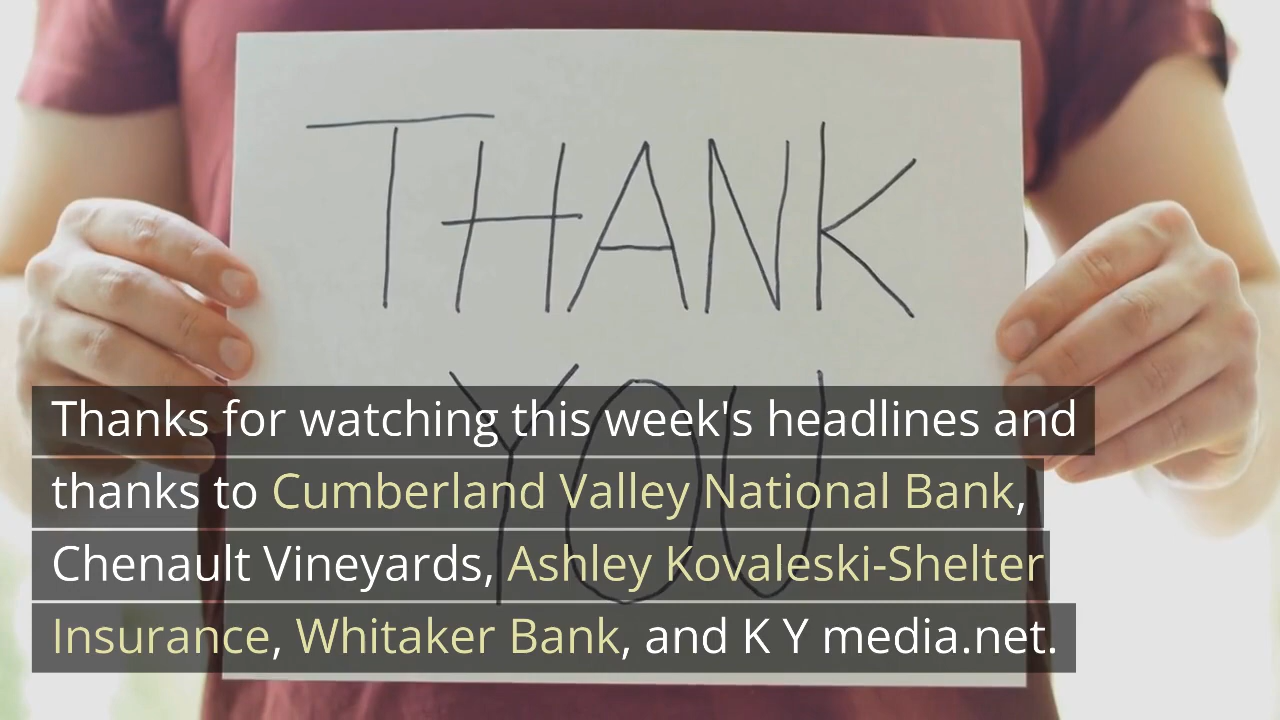 THANK
YOU
Thanks for watching this week's headlines and
thanks to Cumberland Valley National Bank,
Chenault Vineyards, Ashley Kovaleski-Shelter
Insurance, Whitaker Bank, and K Y media.net.